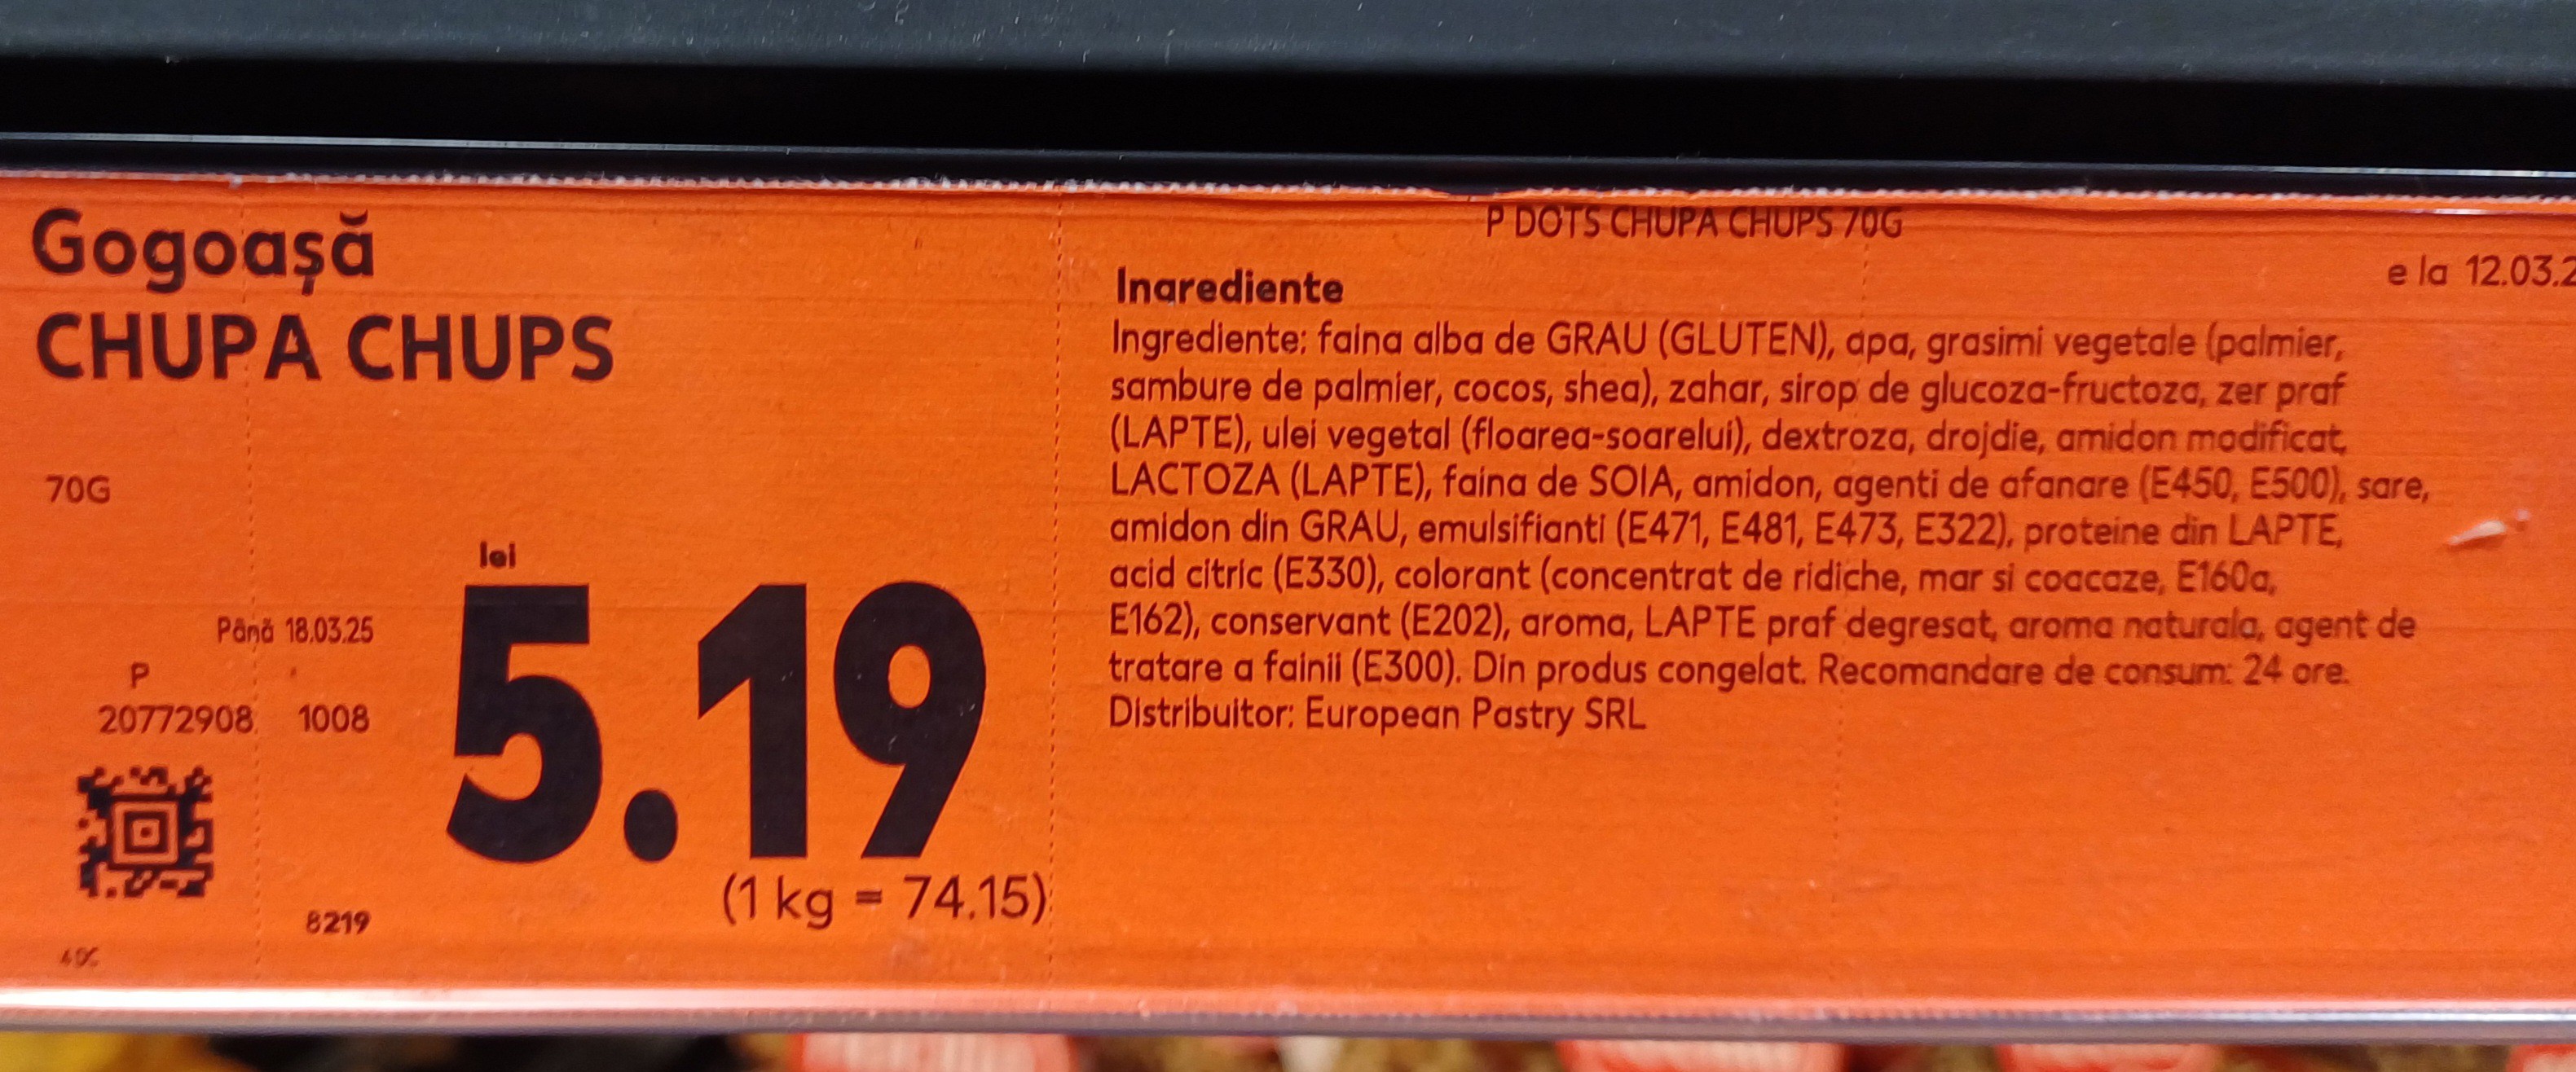 Gogoașă
CHUPA CHUPS
70G
lei
5.19
(1 kg = 74.15)
Până 18.03.25
P
20772908 1008
8219
P DOTS CHUPA CHUPS 70G
e la 12.03.2
Ingrediente
Ingrediente: faina alba de GRAU (GLUTEN), apa, grasimi vegetale (palmier,
sambure de palmier, cocos, shea), zahar, sirop de glucoza-fructoza, zer praf
(LAPTE), ulei vegetal (floarea-soarelui), dextroza, drojdie, amidon modificat,
LACTOZA (LAPTE), faina de SOIA, amidon, agenti de afanare (E450, E500), sare,
amidon din GRAU, emulsifianti (E471, E481, E473, E322), proteine din LAPTE,
acid citric (E330), colorant (concentrat de ridiche, mar si coacaze, E160a,
E162), conservant (E202), aroma, LAPTE praf degresat, aroma naturala, agent de
tratare a fainii (E300). Din produs congelat. Recomandare de consum: 24 ore.
Distribuitor: European Pastry SRL